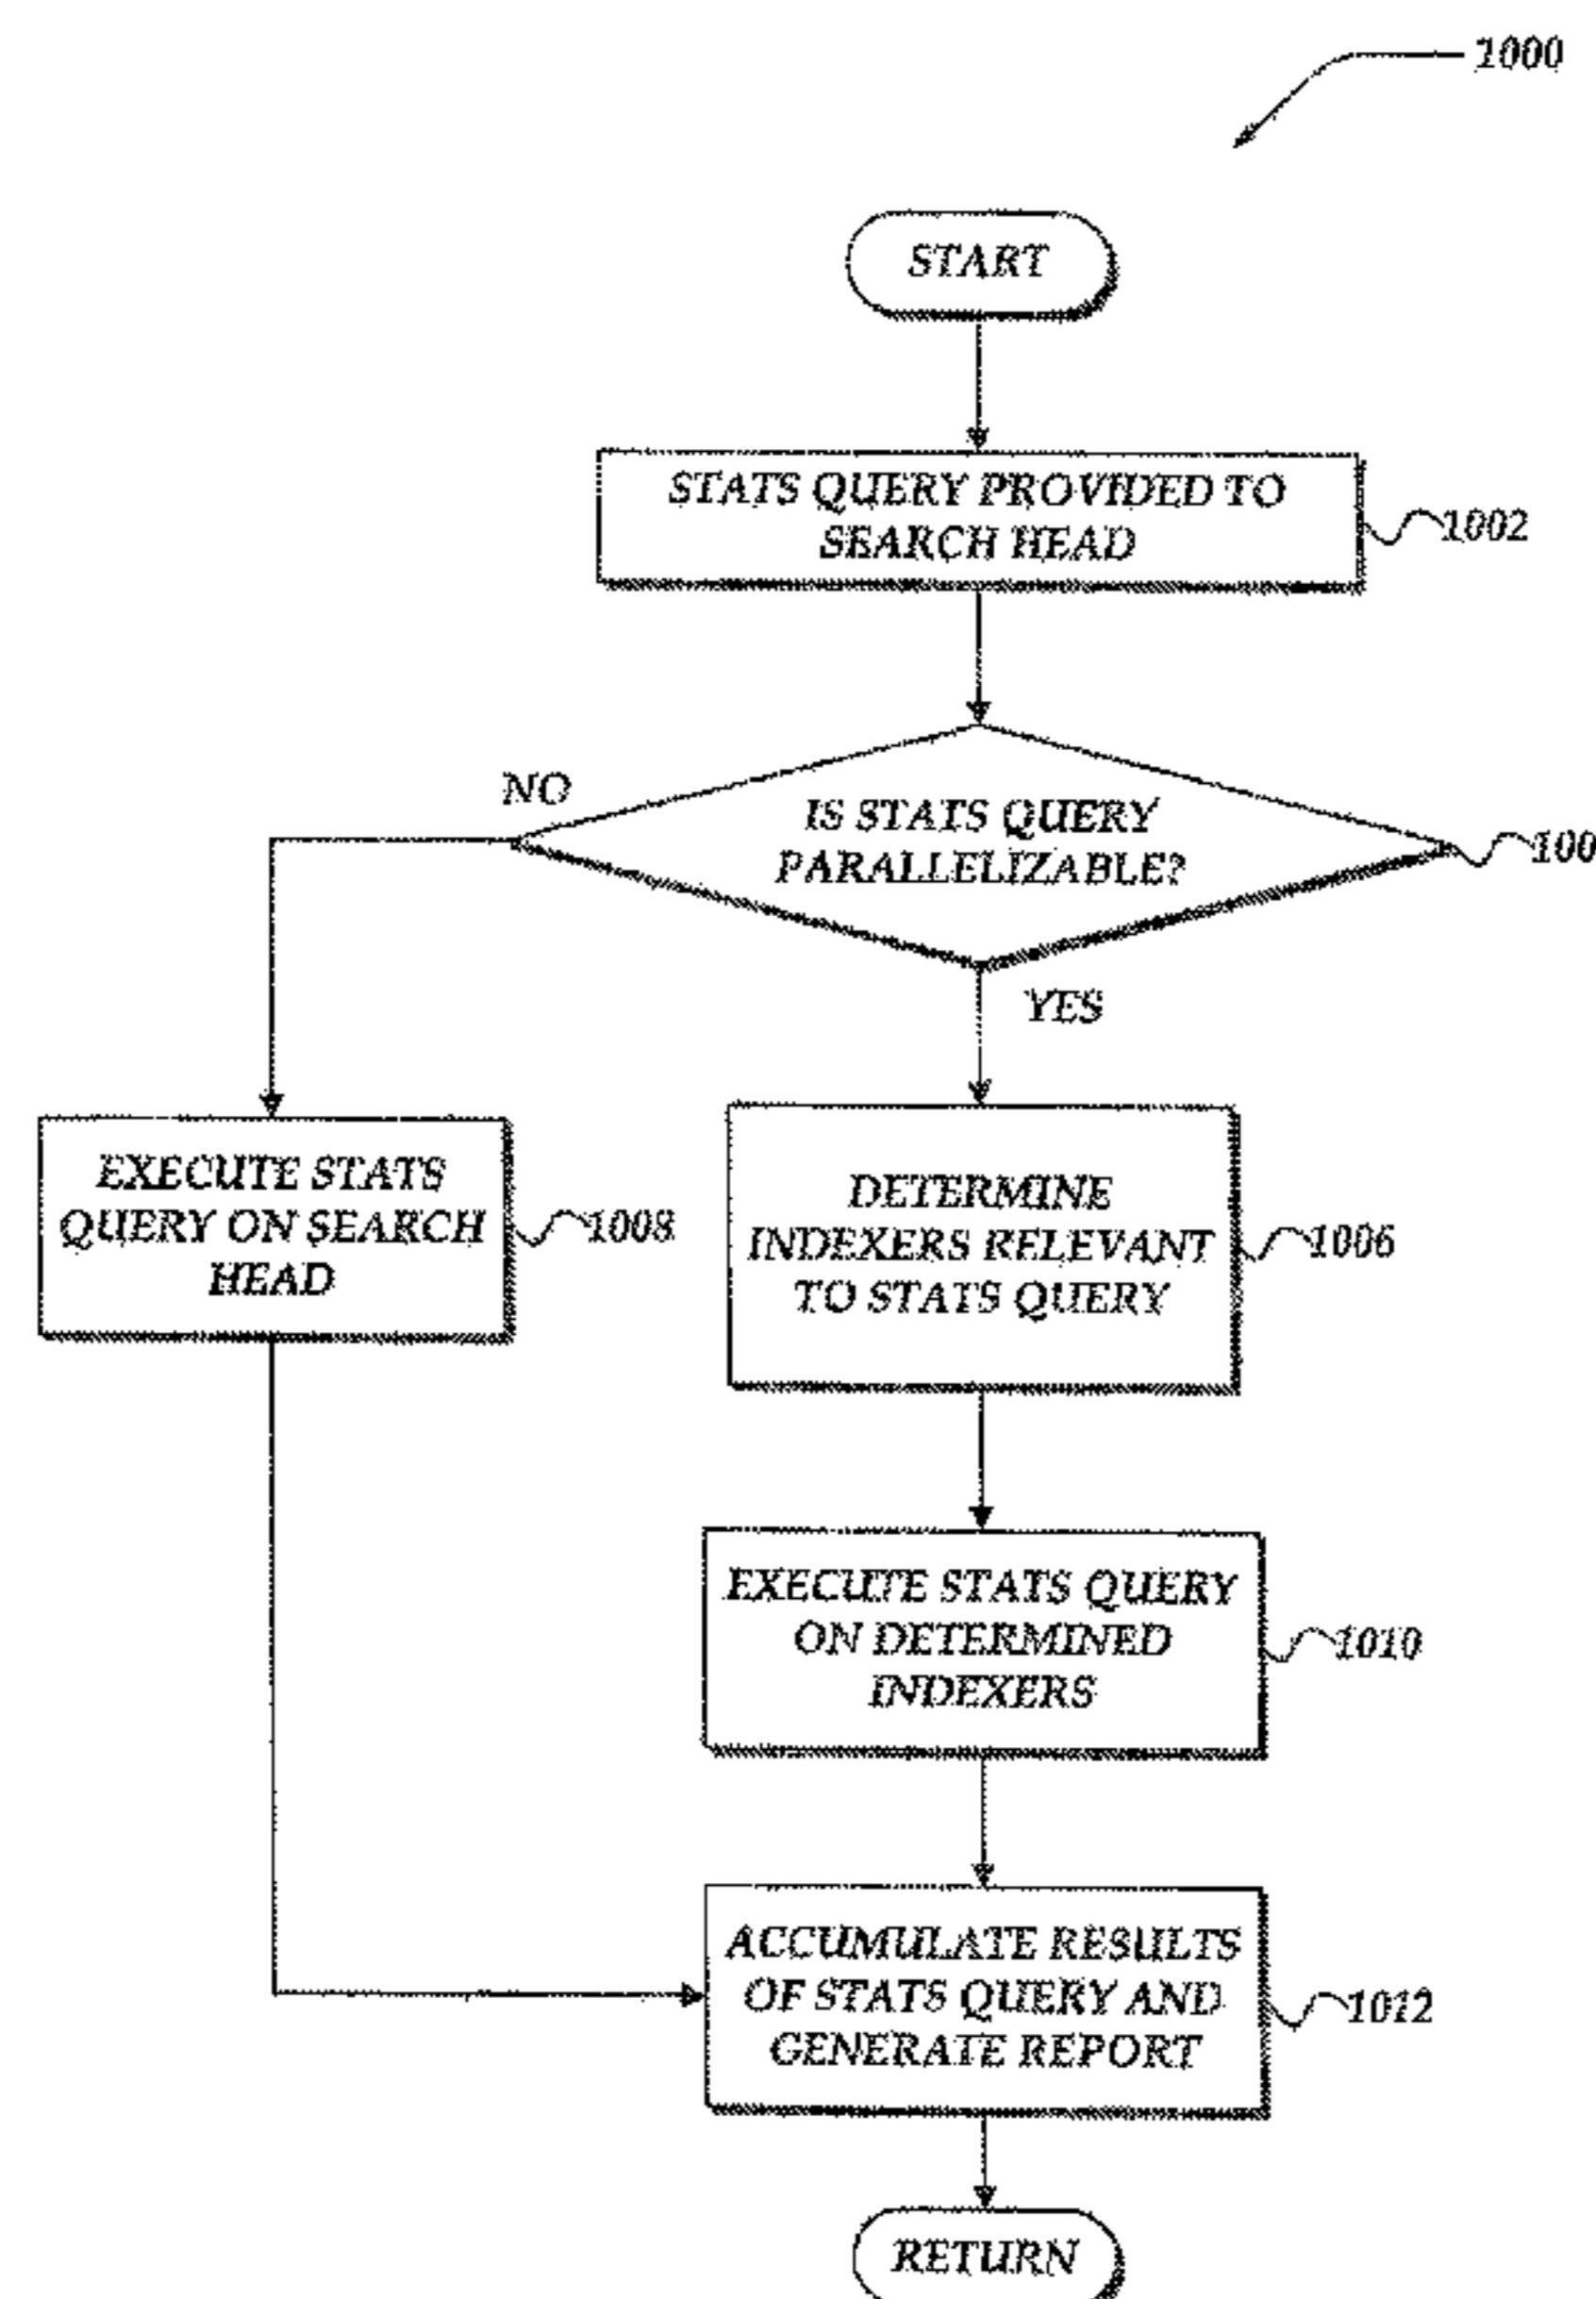 1000
START
STATS QUERY PROVIDED TO
SEARCH HEAD
1002
NO
IS STATS QUERY
PARALLELIZABLE?
100
YES
EXECUTE STATS
QUERY ON SEARCH
HEAD
1008
DETERMINE
INDEXERS RELEVANT
TO STATS QUERY
1006
EXECUTE STATS QUERY
ON DETERMINED
INDEXERS
1010
ACCUMULATE RESULTS
OF STATS QUERY AND
GENERATE REPORT
1012
RETURN